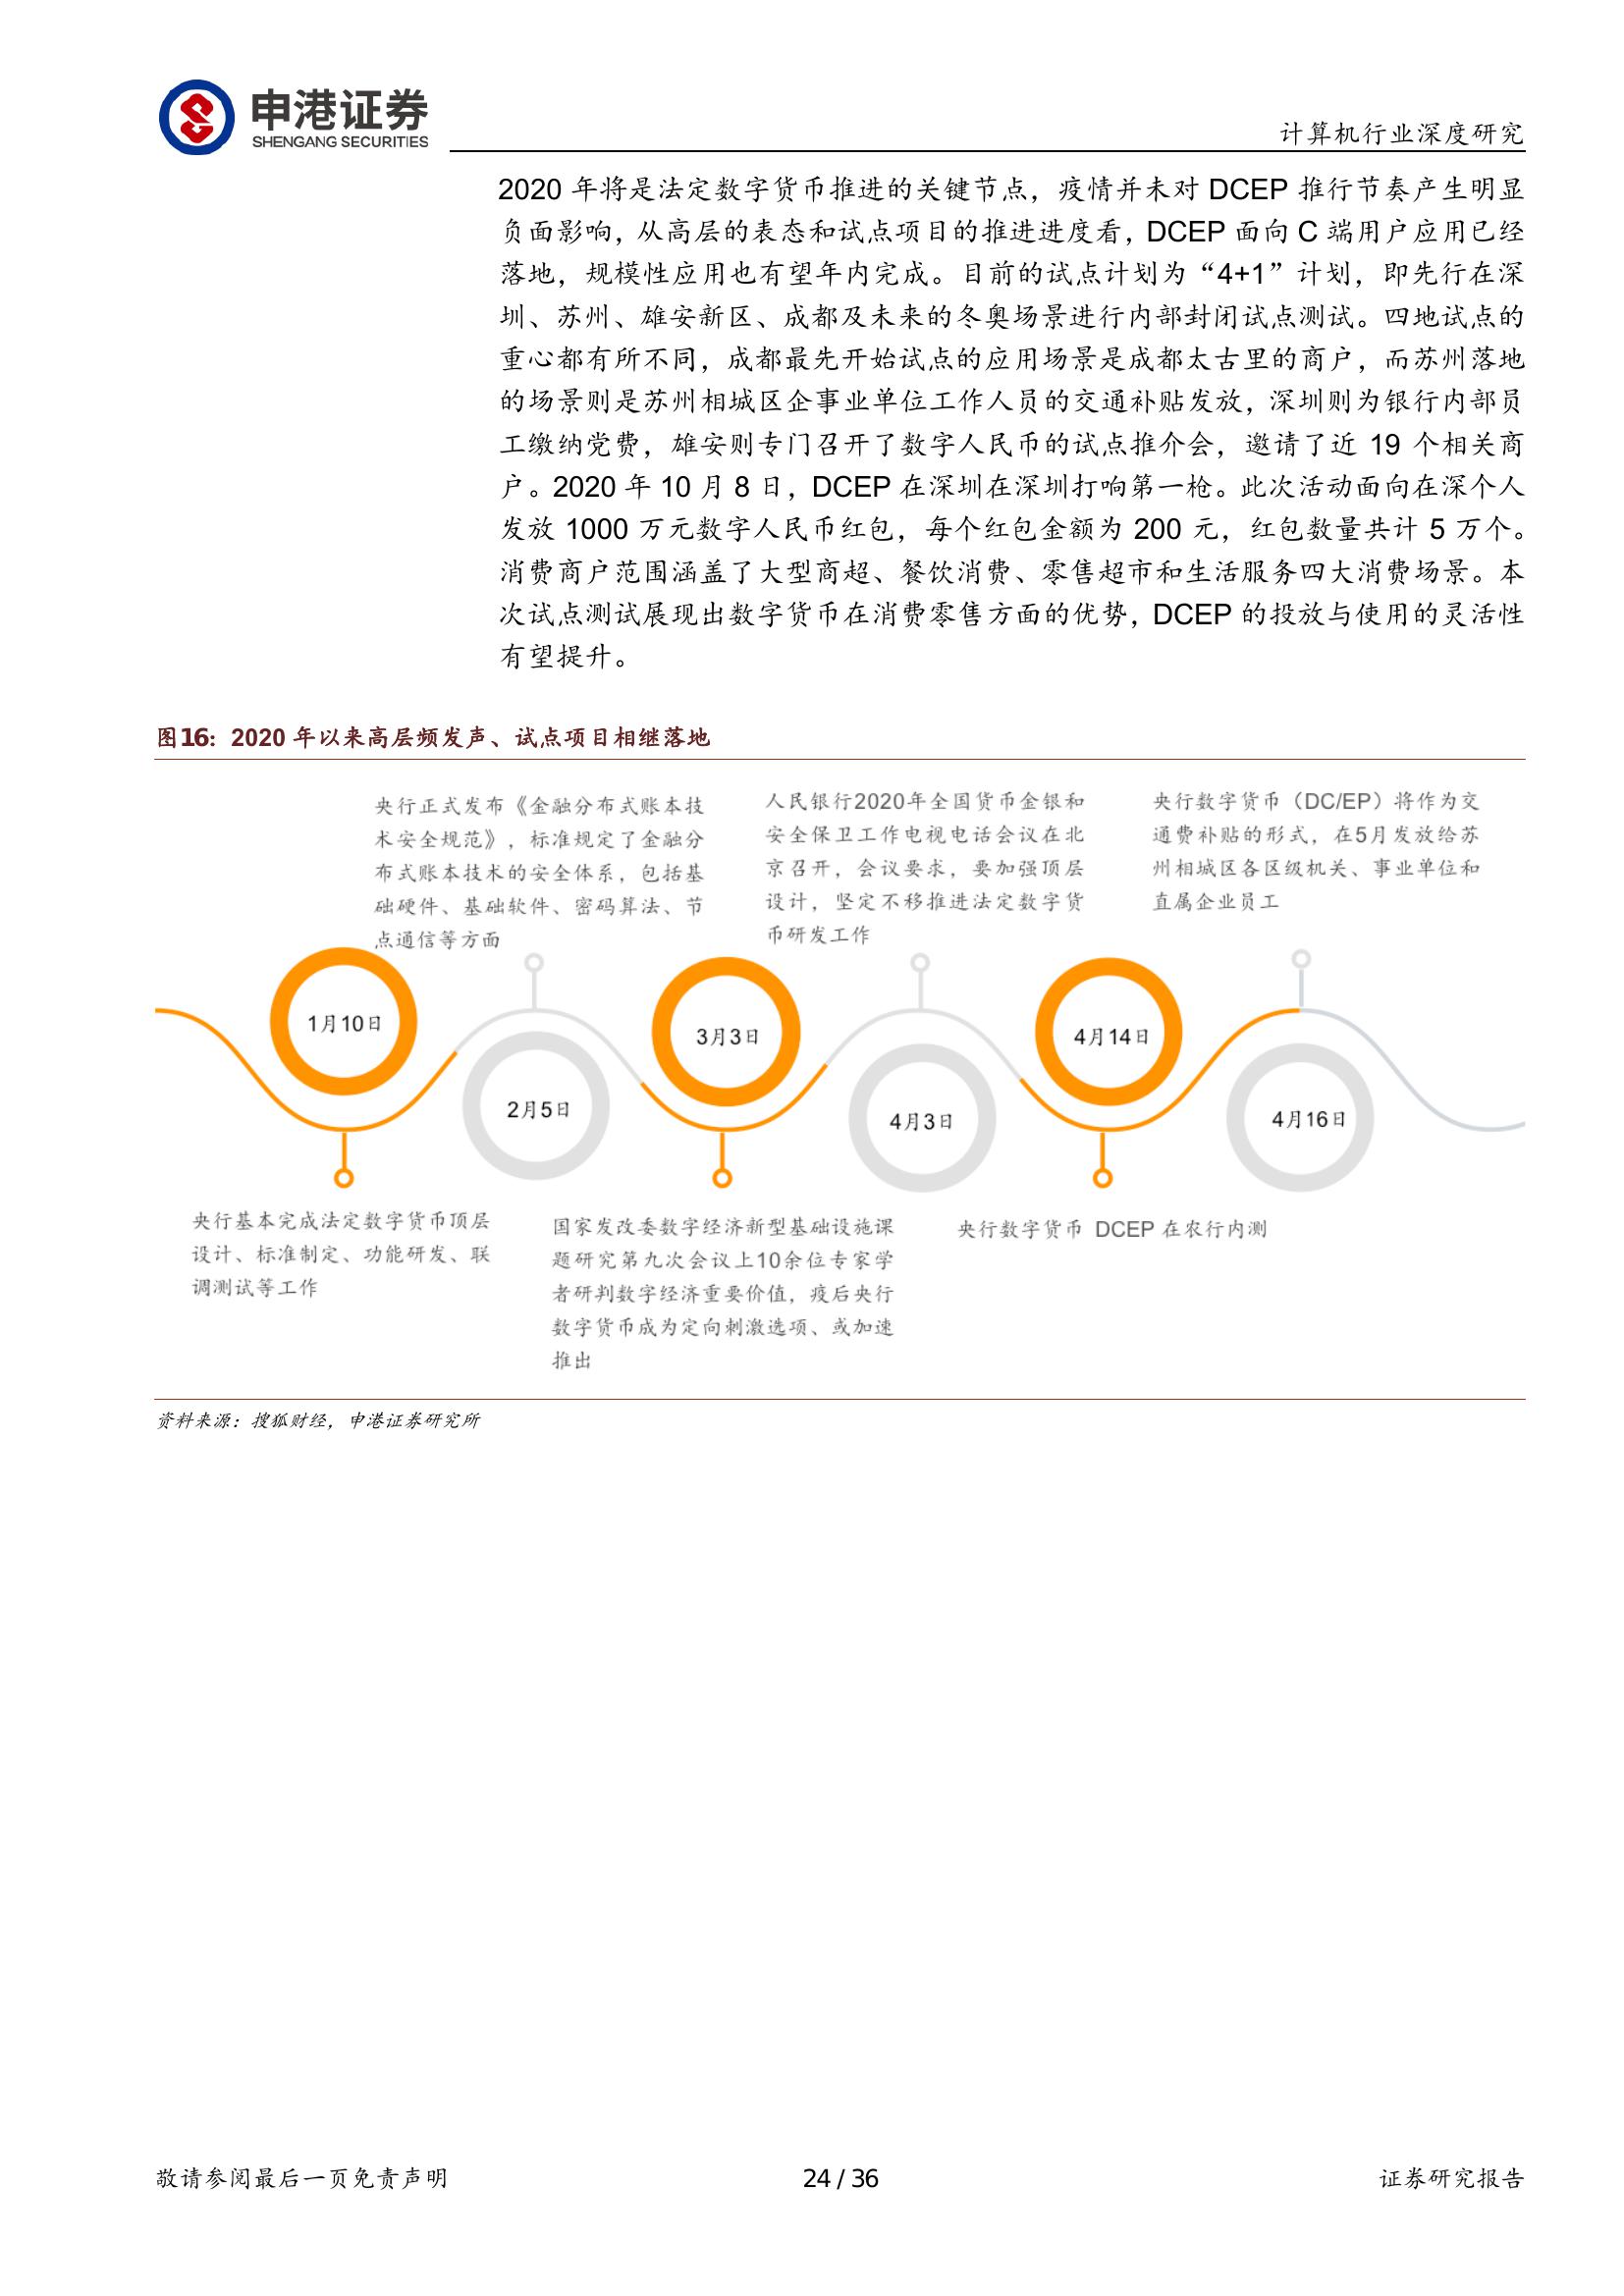 申港证券
SHENGANG SECURITIES
计算机行业深度研究
2020 年将是法定数字货币推进的关键节点，疫情并未对 DCEP 推行节奏产生明显
负面影响，从高层的表态和试点项目的推进进度看，DCEP 面向 C 端用户应用已经
落地，规模性应用也有望年内完成。目前的试点计划为“4+1”计划，即先行在深
圳、苏州、雄安新区、成都及未来的冬奥场景进行内部封闭试点测试。四地试点的
重心都有所不同，成都最先开始试点的应用场景是成都太古里的商户，而苏州落地
的场景则是苏州相城区企事业单位工作人员的交通补贴发放，深圳则为银行内部员
工缴纳党费，雄安则专门召开了数字人民币的试点推介会，邀请了近 19 个相关商
户。2020 年 10 月 8 日，DCEP 在深圳在深圳打响第一枪。此次活动面向在深个人
发放 1000 万元数字人民币红包，每个红包金额为 200 元，红包数量共计 5 万个。
消费商户范围涵盖了大型商超、餐饮消费、零售超市和生活服务四大消费场景。本
次试点测试展现出数字货币在消费零售方面的优势，DCEP 的投放与使用的灵活性
有望提升。
图16：2020 年以来高层频发声、试点项目相继落地
央行正式发布《金融分布式账本技
术安全规范》，标准规定了金融分
布式账本技术的安全体系，包括基
础硬件、基础软件、密码算法、节
点通信等方面
人民银行2020年全国货币金银和
安全保卫工作电视电话会议在北
京召开，会议要求，要加强顶层
设计，坚定不移推进法定数字货
币研发工作
央行数字货币（DC/EP）将作为交
通费补贴的形式，在5月发放给苏
州相城区各区级机关、事业单位和
直属企业员工
1月10日
2月5日
3月3日
4月3日
4月14日
4月16日
央行基本完成法定数字货币顶层
设计、标准制定、功能研发、联
调测试等工作
国家发改委数字经济新型基础设施课
题研究第九次会议上10余位专家学
者研判数字经济重要价值，疫后央行
数字货币成为定向刺激选项、或加速
推出
央行数字货币 DCEP 在农行内测
资料来源：搜狐财经，申港证券研究所
敬请参阅最后一页免责声明
24 / 36
证券研究报告